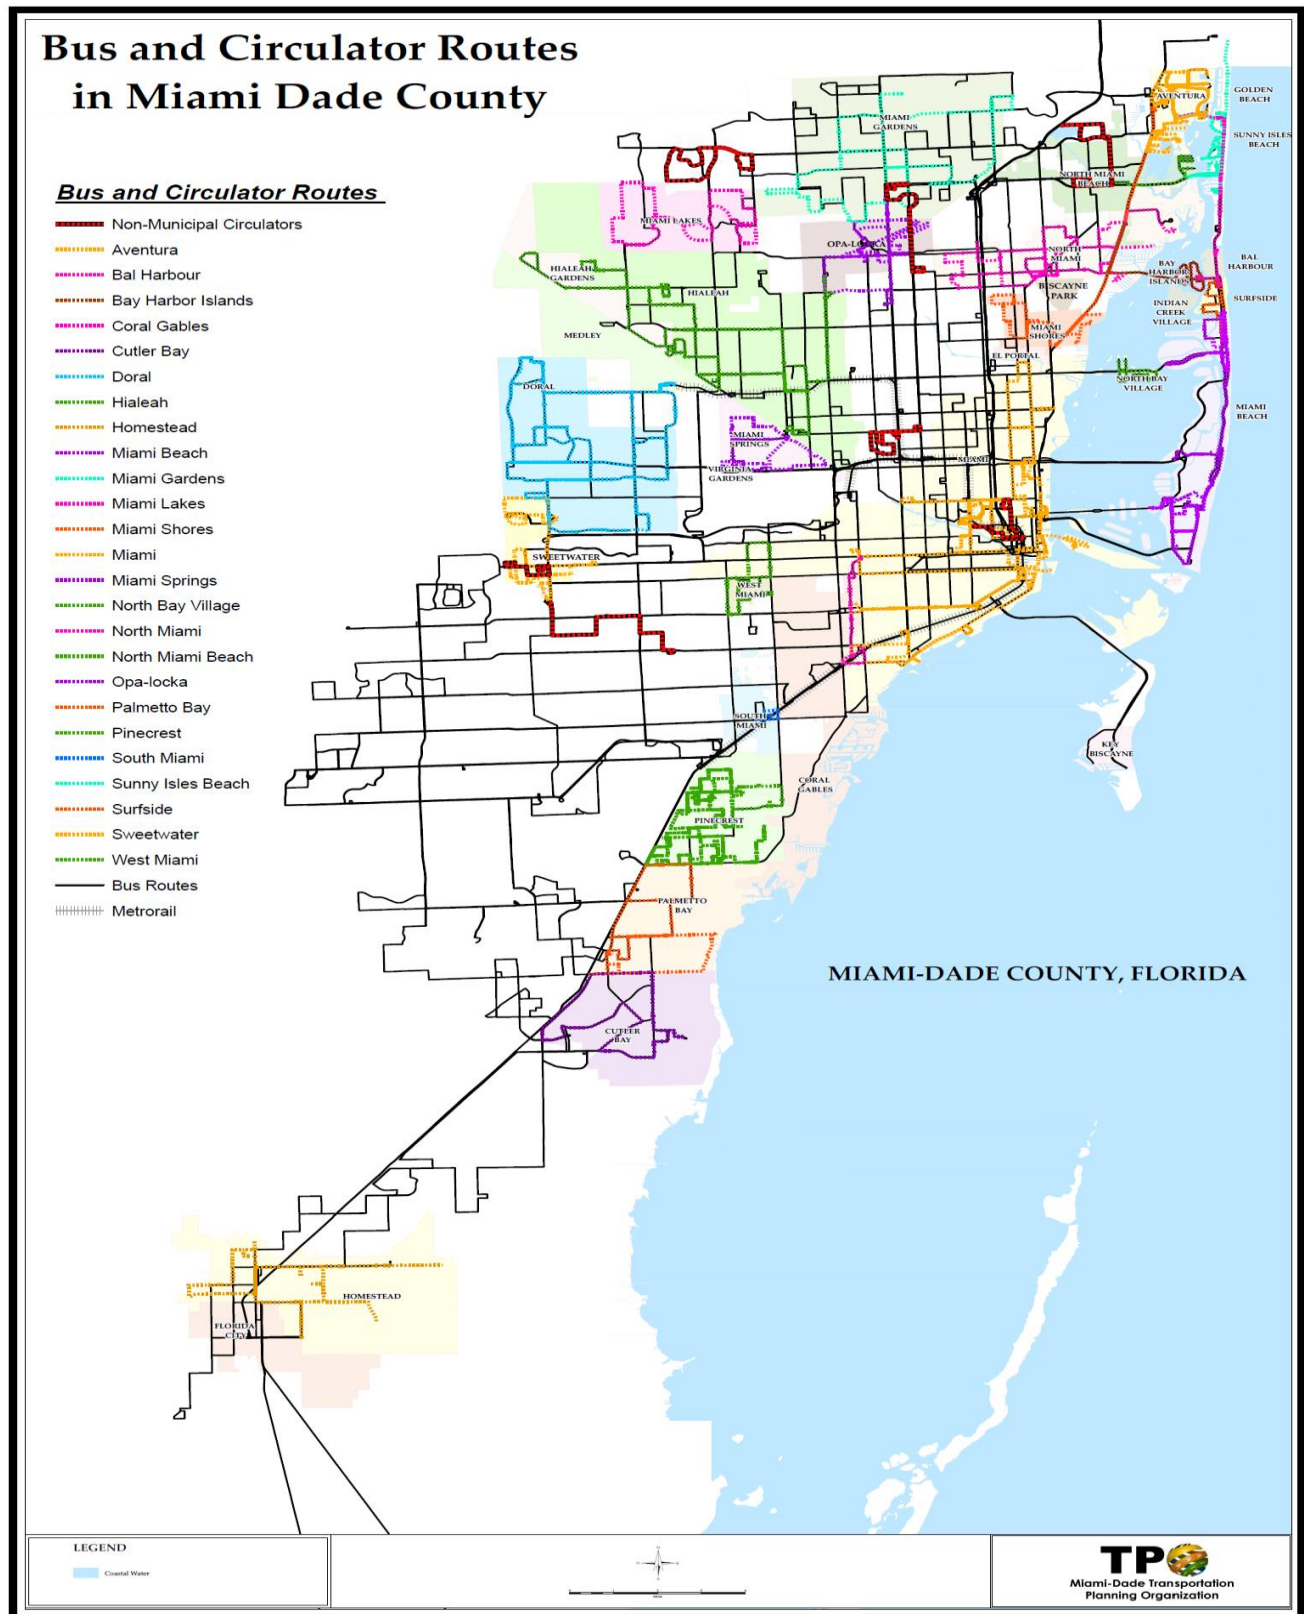 Bus and Circulator Routes
in Miami Dade County
Bus and Circulator Routes
Non-Municipal Circulators
Aventura
Bal Harbour
Bay Harbor Islands
Coral Gables
Cutler Bay
Doral
Hialeah
Homestead
Miami Beach
Miami Gardens
Miami Lakes
Miami Shores
Miami
Miami Springs
North Bay Village
North Miami
North Miami Beach
Opa-locka
Palmetto Bay
Pinecrest
South Miami
Sunny Isles Beach
Surfside
Sweetwater
West Miami
Bus Routes
Metrorail
AVENTURA
GOLDEN
BEACH
MIAMI
GARDENS
SUNNY ISLES
BEACH
NORTH MIAMI
BEACH
MIAMI LAKES
OPA-LOCKA
NORTH
MIAMI
BAL
HARBOUR
BAY
HARBOR
ISLANDS
HIALEAH
GARDENS
HIALEAH
BISCAYNE
PARK
SURFSIDE
INDIAN
CREEK
VILLAGE
MEDLEY
MIAMI
SHORES
EL PORTAL
DORAL
NORTH BAY
VILLAGE
MIAMI
BEACH
MIAMI
SPRINGS
MIAMI
VIRGINIA
GARDENS
SWEETWATER
WEST
MIAMI
SOUTH
MIAMI
KEY
BISCAYNE
CORAL
GABLES
PINECREST
PALMETTO
BAY
MIAMI-DADE COUNTY, FLORIDA
CUTLER
BAY
HOMESTEAD
FLORIDA
CITY
LEGEND
Coastal Water
TPO
Miami-Dade Transportation
Planning Organization